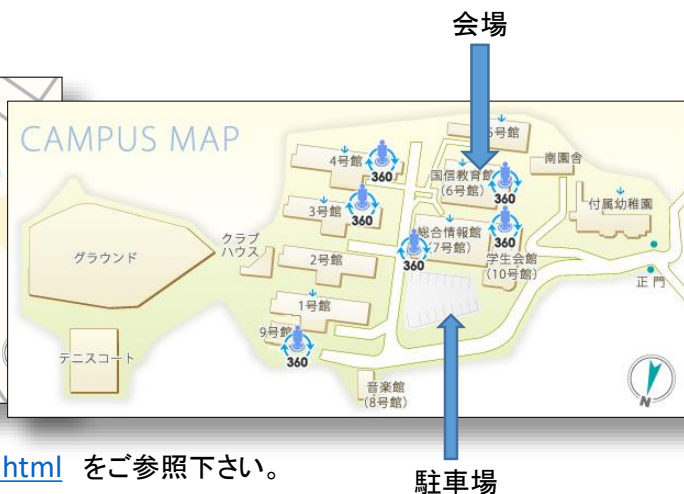 会場
CAMPUS MAP
5号館
4号館
360
国信教育館
(6号館)
360
南園舎
付属幼稚園
3号館
360
クラブ
ハウス
総合情報館
(7号館)
360
360
学生会館
(10号館)
グラウンド
2号館
正門
1号館
9号館
360
テニスコート
音楽館
(8号館)
N
html をご参照下さい。
駐車場